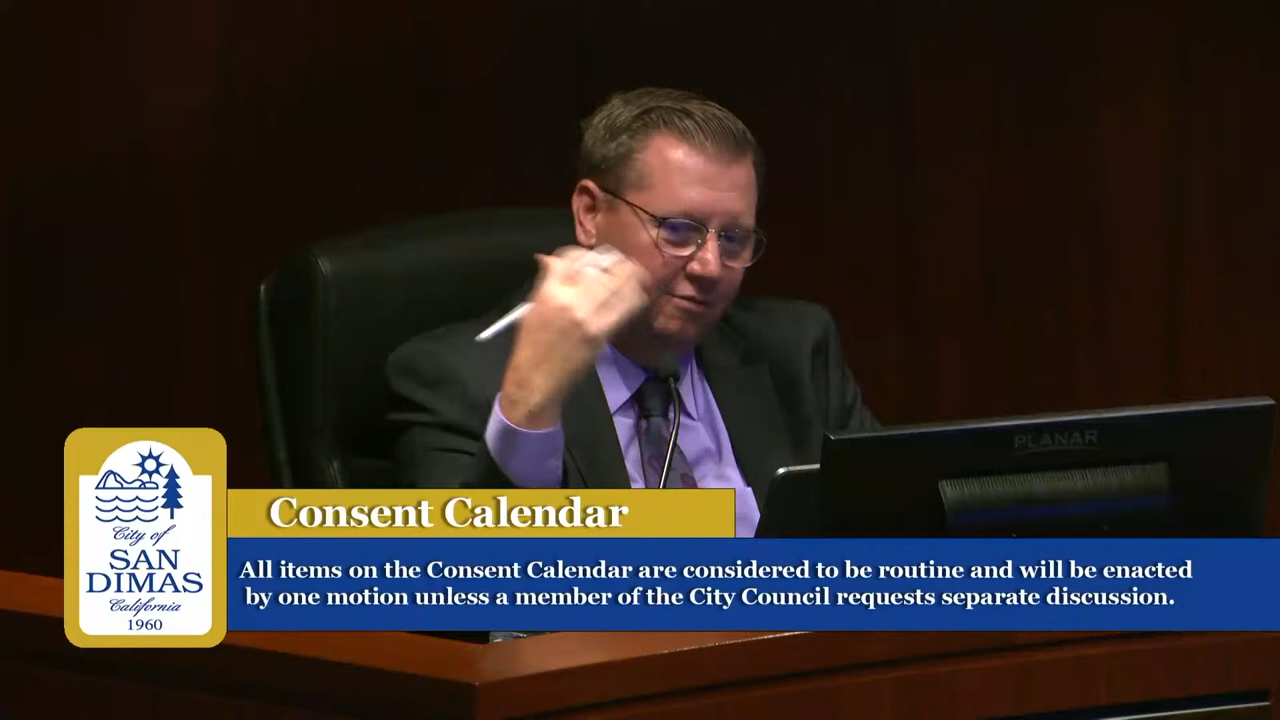 PLANAR
Consent Calendar
All items on the Consent Calendar are considered to be routine and will be enacted
by one motion unless a member of the City Council requests separate discussion.
City of
SAN
DIMAS
California
1960